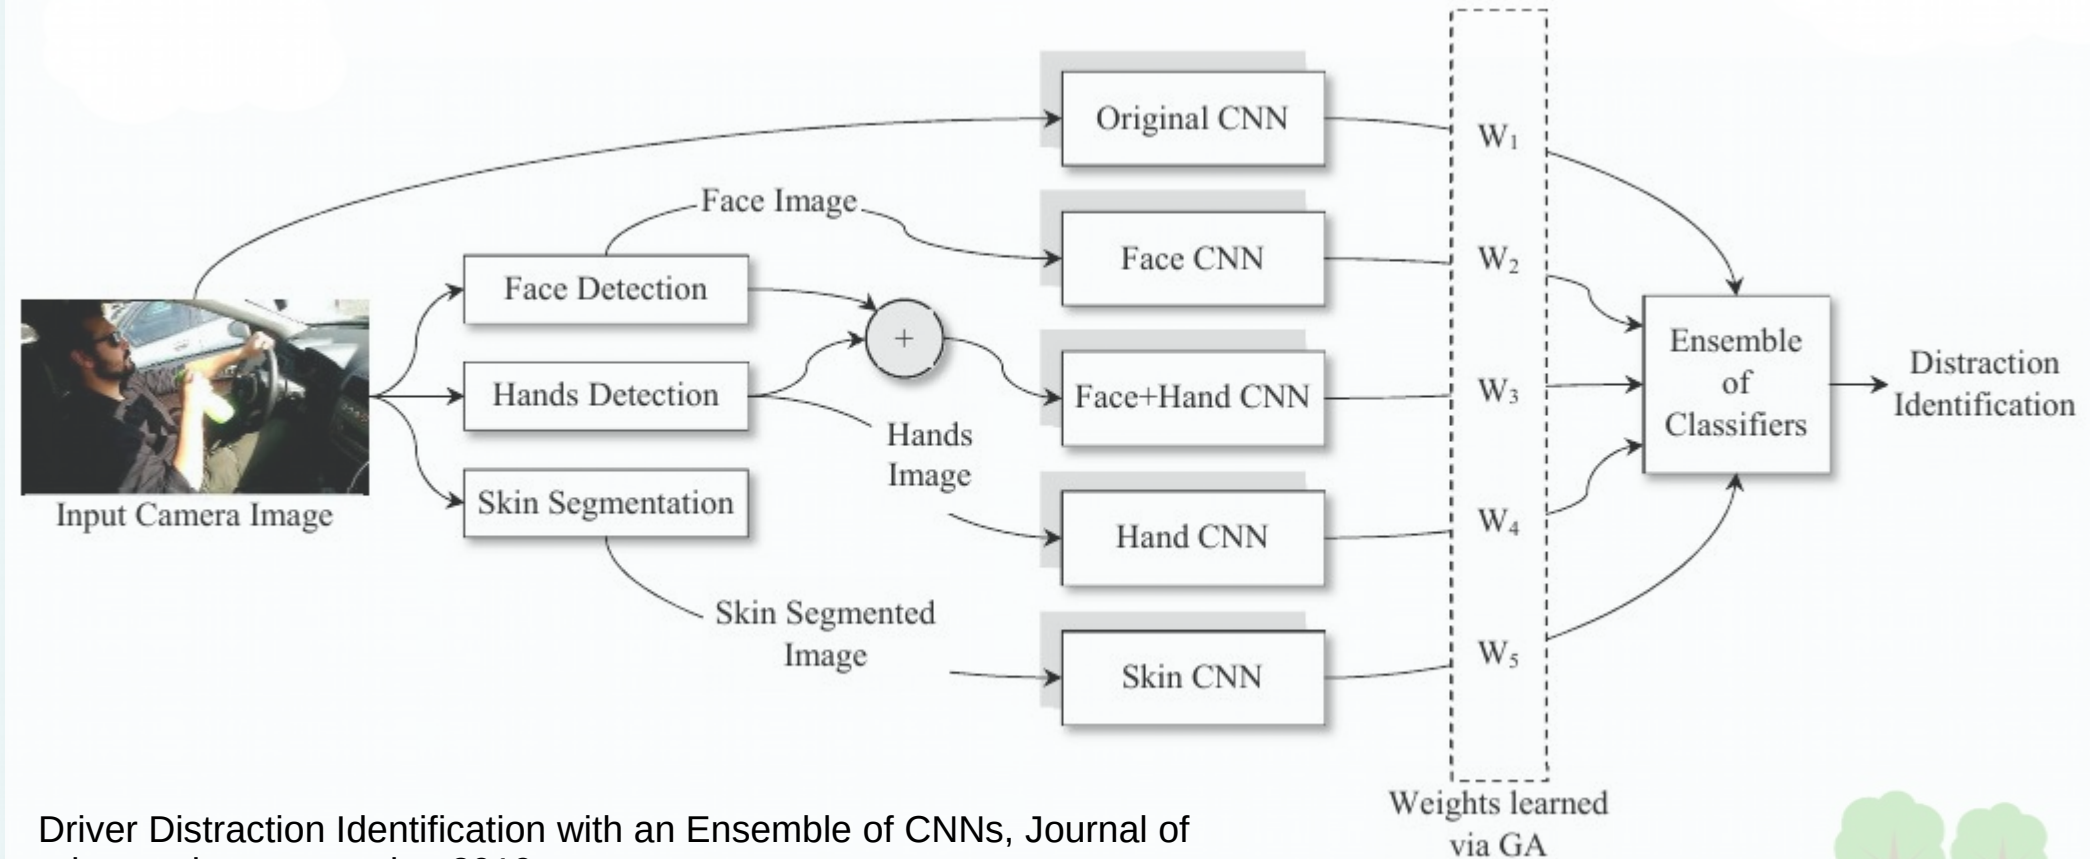 Original CNN
W1
Face Image
Face CNN
W2
Face Detection
+
Ensemble
of
Classifiers
Distraction
Identification
Hands Detection
Face+Hand CNN
W3
Hands
Image
Skin Segmentation
Input Camera Image
Hand CNN
W4
Skin Segmented
Image
Skin CNN
W5
Weights learned
via GA
Driver Distraction Identification with an Ensemble of CNNs, Journal of